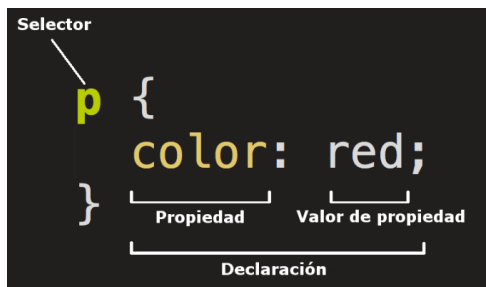 Selector
p {
color: red;
}
Propiedad Valor de propiedad
Declaración